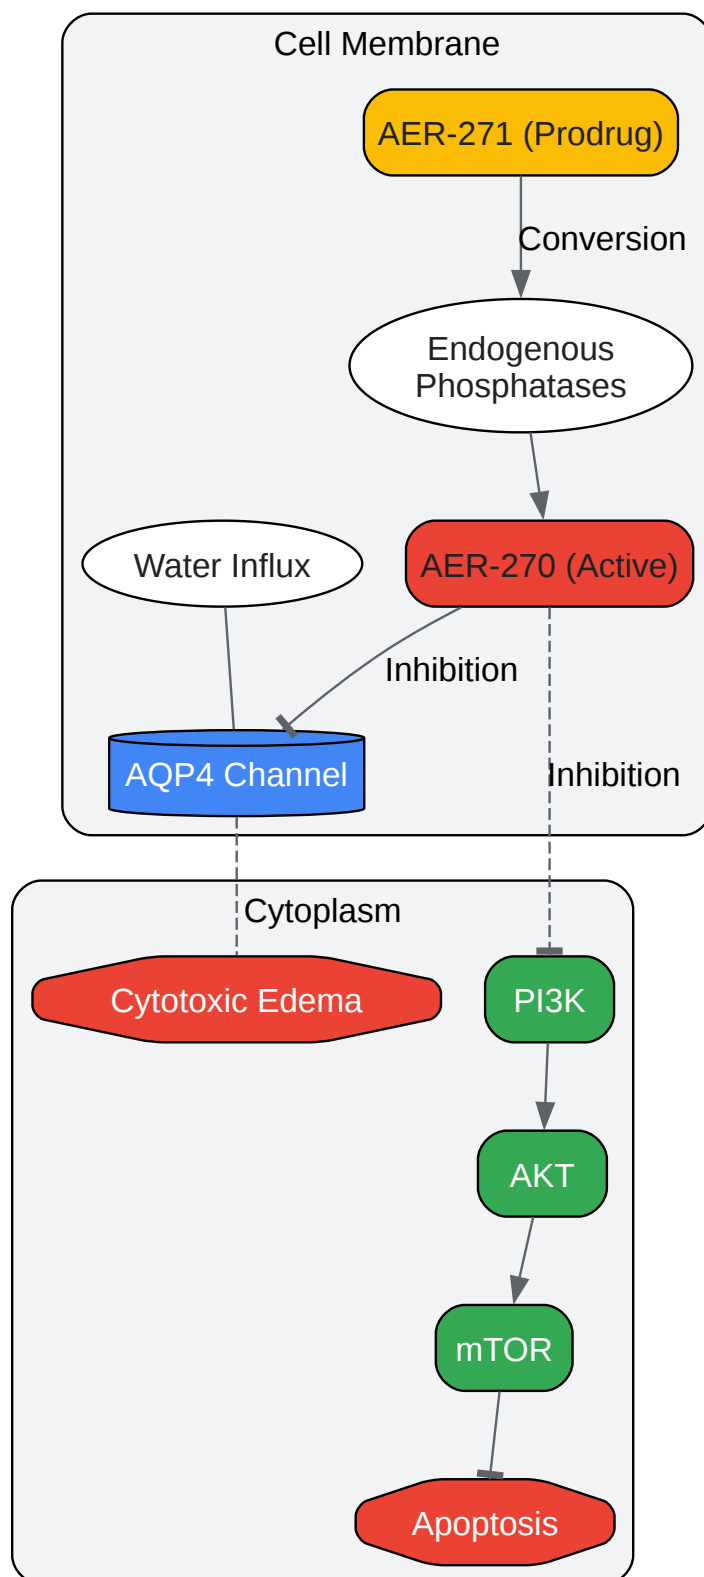 Cell Membrane
AER-271 (Prodrug)
Conversion
Endogenous
Phosphatases
Water Influx
AER-270 (Active)
Inhibition
AQP4 Channel
Inhibition
Cytoplasm
Cytotoxic Edema
PI3K
AKT
mTOR
Apoptosis